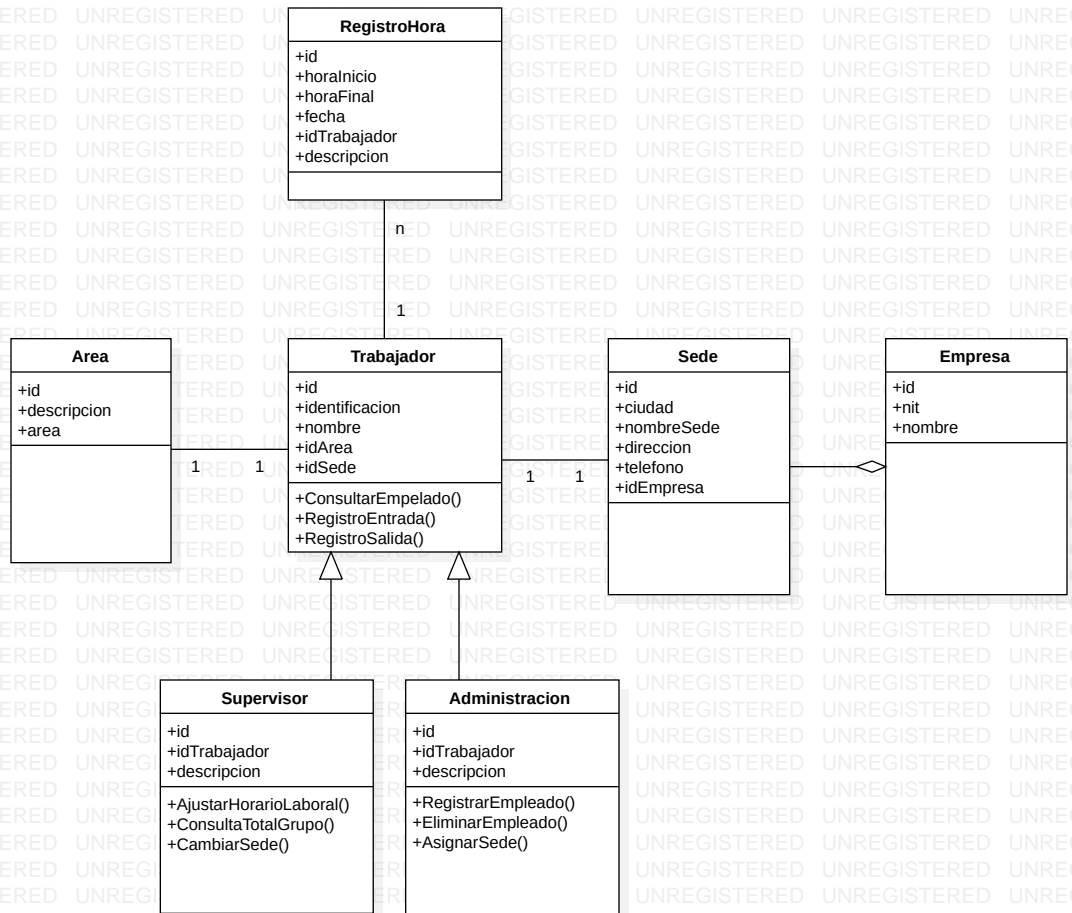 RegistroHora
+id
+horaInicio
+horaFinal
+fecha
+idTrabajador
+descripcion
n
1
Area
+id
+descripcion
+area
1
1
Trabajador
+id
+identificacion
+nombre
+idArea
+idSede
+ConsultarEmpelado()
+RegistroEntrada()
+RegistroSalida()
1
1
Sede
+id
+ciudad
+nombreSede
+direccion
+telefono
+idEmpresa
Empresa
+id
+nit
+nombre
Supervisor
+id
+idTrabajador
+descripcion
+AjustarHorarioLaboral()
+ConsultaTotalGrupo()
+CambiarSede()
Administracion
+id
+idTrabajador
+descripcion
+RegistrarEmpleado()
+EliminarEmpleado()
+AsignarSede()
UNREGISTERED